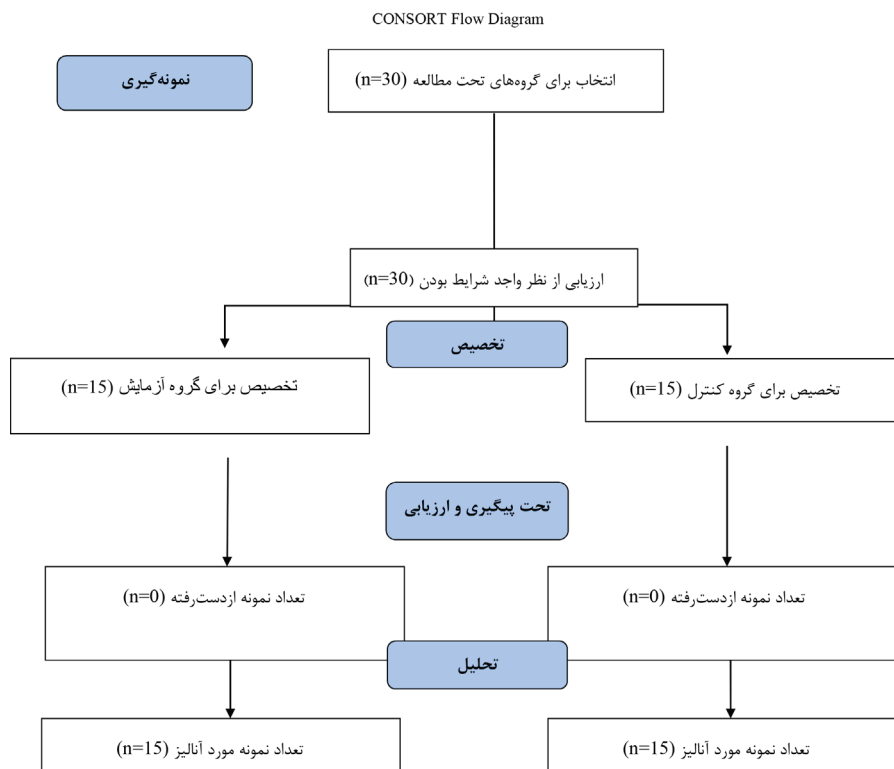 CONSORT Flow Diagram
نمونه‌گیری
انتخاب برای گروه‌های تحت مطالعه (n=30)
ارزیابی از نظر واجد شرایط بودن (n=30)
تخصیص
تخصیص برای گروه کنترل (n=15)
تخصیص برای گروه آزمایش (n=15)
تحت پیگیری و ارزیابی
تعداد نمونه ازدست‌رفته (n=0)
تعداد نمونه ازدست‌رفته (n=0)
تحلیل
تعداد نمونه مورد آنالیز (n=15)
تعداد نمونه مورد آنالیز (n=15)